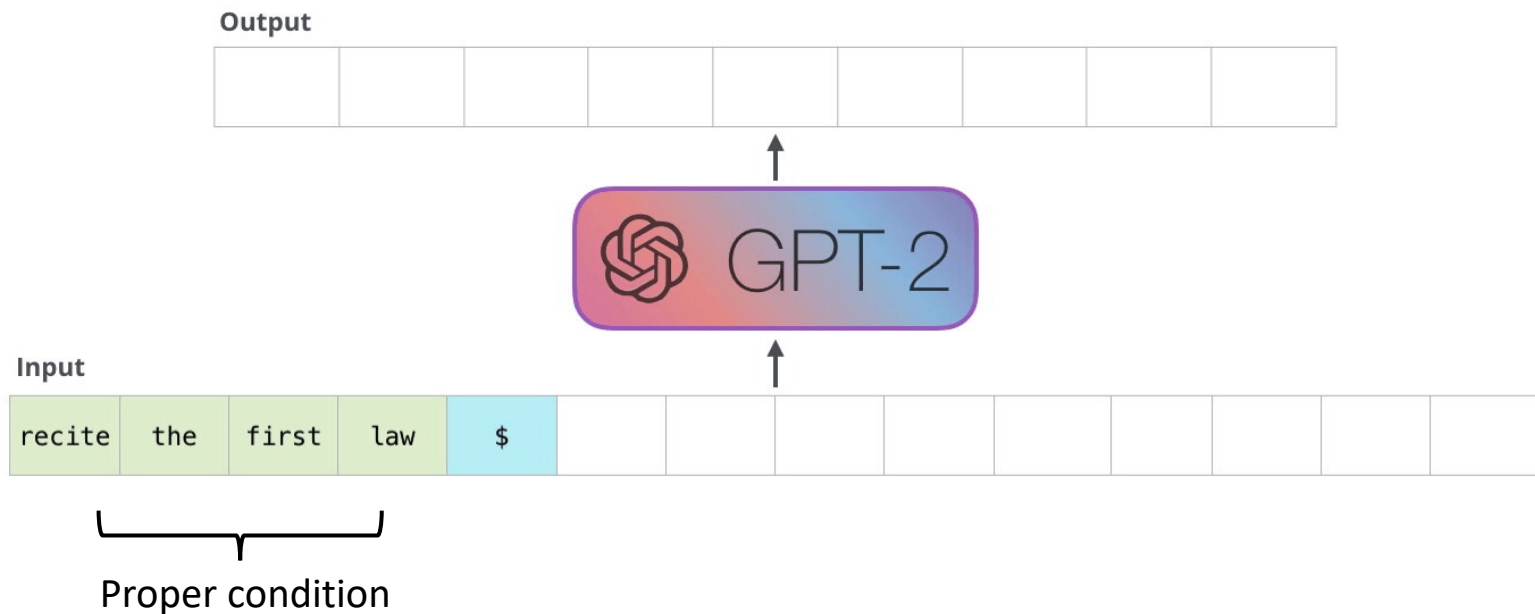 Output
GPT-2
Input
recite the first law $
Proper condition